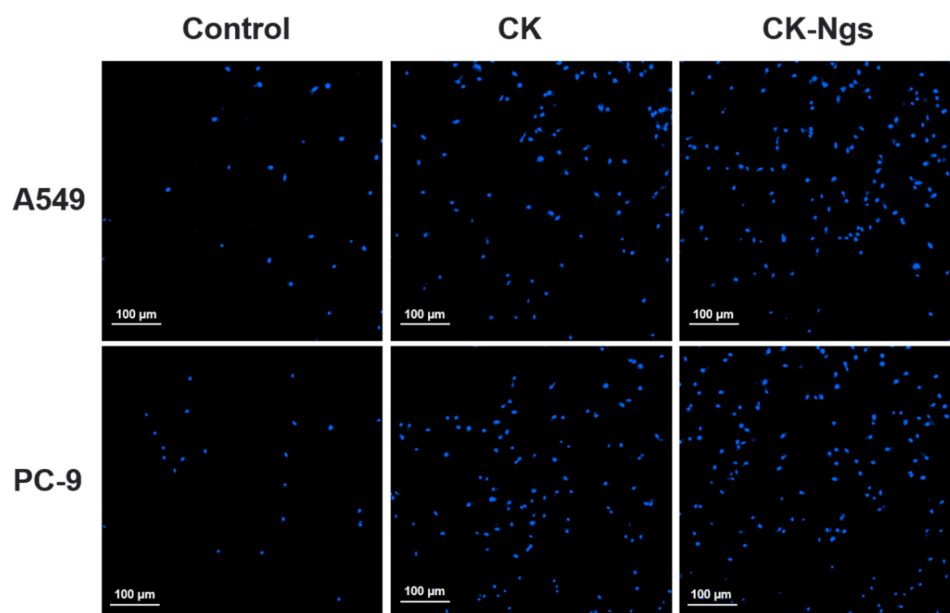 Control CK CK-Ngs
A549
100 µm 100 µm 100 µm
PC-9
100 µm 100 µm 100 µm